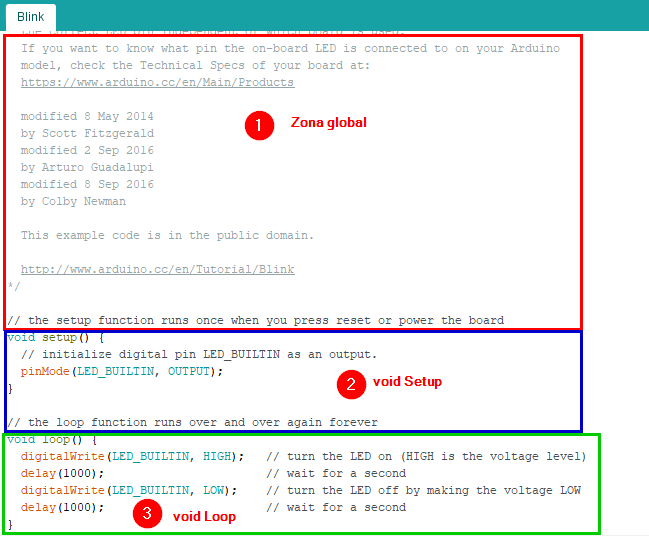 Blink
If you want to know what pin the on-board LED is connected to on your Arduino
model, check the Technical Specs of your board at:
https://www.arduino.cc/en/Main/Products
modified 8 May 2014
1 Zona global
by Scott Fitzgerald
modified 2 Sep 2016
by Arturo Guadalupi
modified 8 Sep 2016
by Colby Newman
This example code is in the public domain.
http://www.arduino.cc/en/Tutorial/Blink
*/
// the setup function runs once when you press reset or power the board
void setup() {
// initialize digital pin LED_BUILTIN as an output.
pinMode(LED_BUILTIN, OUTPUT);
2 void Setup
}
// the loop function runs over and over again forever
void loop() {
digitalWrite(LED_BUILTIN, HIGH); // turn the LED on (HIGH is the voltage level)
delay(1000); // wait for a second
digitalWrite(LED_BUILTIN, LOW); // turn the LED off by making the voltage LOW
delay(1000); // wait for a second
3 void Loop
}